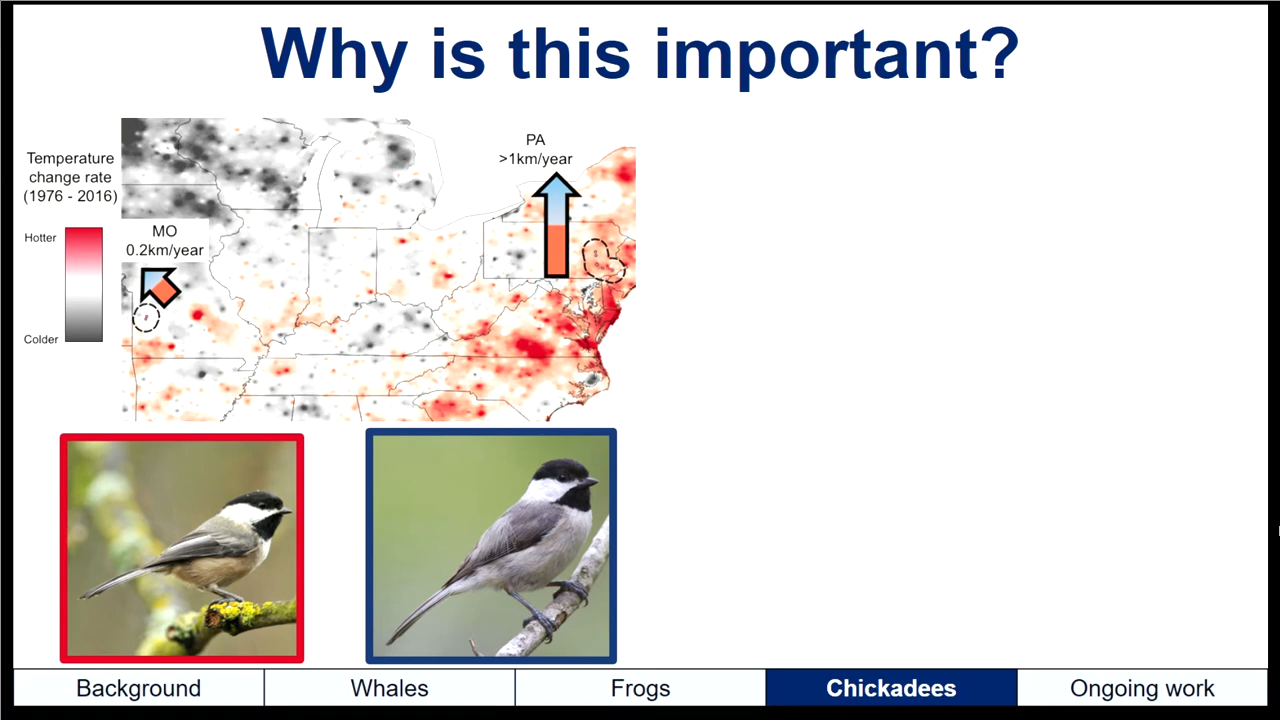 Why is this important?
PA
>1km/year
Temperature
change rate
(1976 - 2016)
MO
0.2km/year
Hotter
Colder
Background
Whales
Frogs
Chickadees
Ongoing work